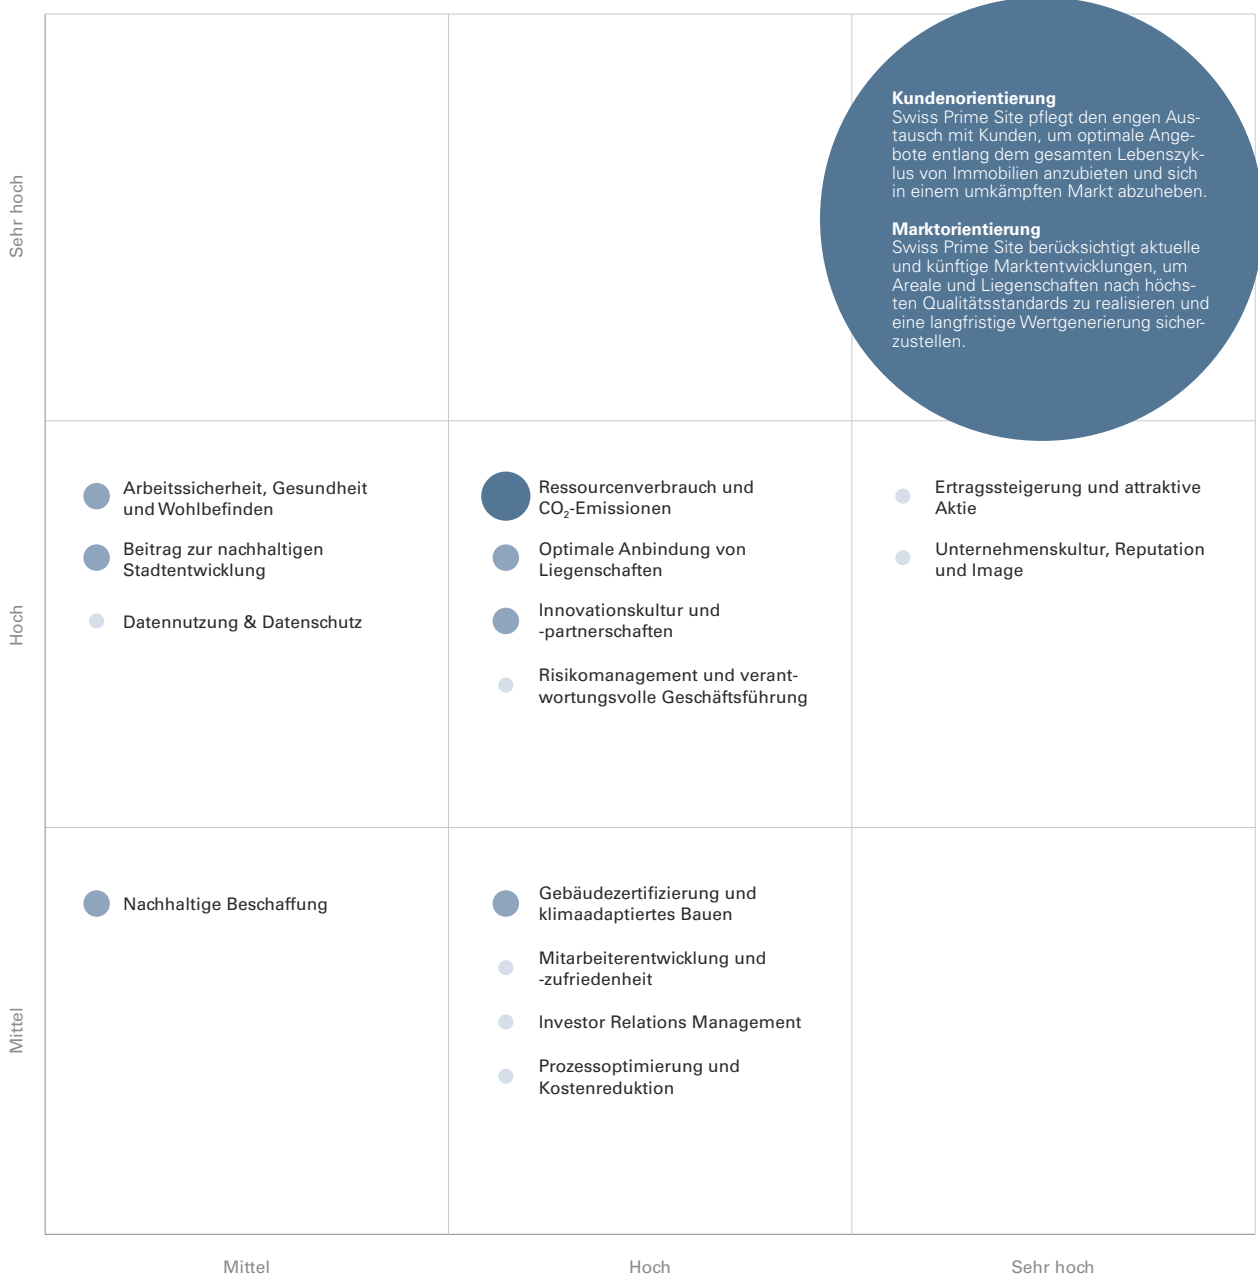 Sehr hoch
Kundenorientierung
Swiss Prime Site pflegt den engen Aus-
tausch mit Kunden, um optimale Ange-
bote entlang dem gesamten Lebenszyk-
lus von Immobilien anzubieten und sich
in einem umkämpften Markt abzuheben.
Marktorientierung
Swiss Prime Site berücksichtigt aktuelle
und künftige Marktentwicklungen, um
Areale und Liegenschaften nach höchs-
ten Qualitätsstandards zu realisieren und
eine langfristige Wertgenerierung sicher-
zustellen.
Hoch
Arbeitssicherheit, Gesundheit
und Wohlbefinden
Beitrag zur nachhaltigen
Stadtentwicklung
Datennutzung & Datenschutz
Ressourcenverbrauch und
CO₂-Emissionen
Optimale Anbindung von
Liegenschaften
Innovationskultur und
-partnerschaften
Risikomanagement und verant-
wortungsvolle Geschäftsführung
Ertragssteigerung und attraktive
Aktie
Unternehmenskultur, Reputation
und Image
Mittel
Nachhaltige Beschaffung
Gebäudezertifizierung und
klimaadaptiertes Bauen
Mitarbeiterentwicklung und
-zufriedenheit
Investor Relations Management
Prozessoptimierung und
Kostenreduktion
Mittel
Hoch
Sehr hoch